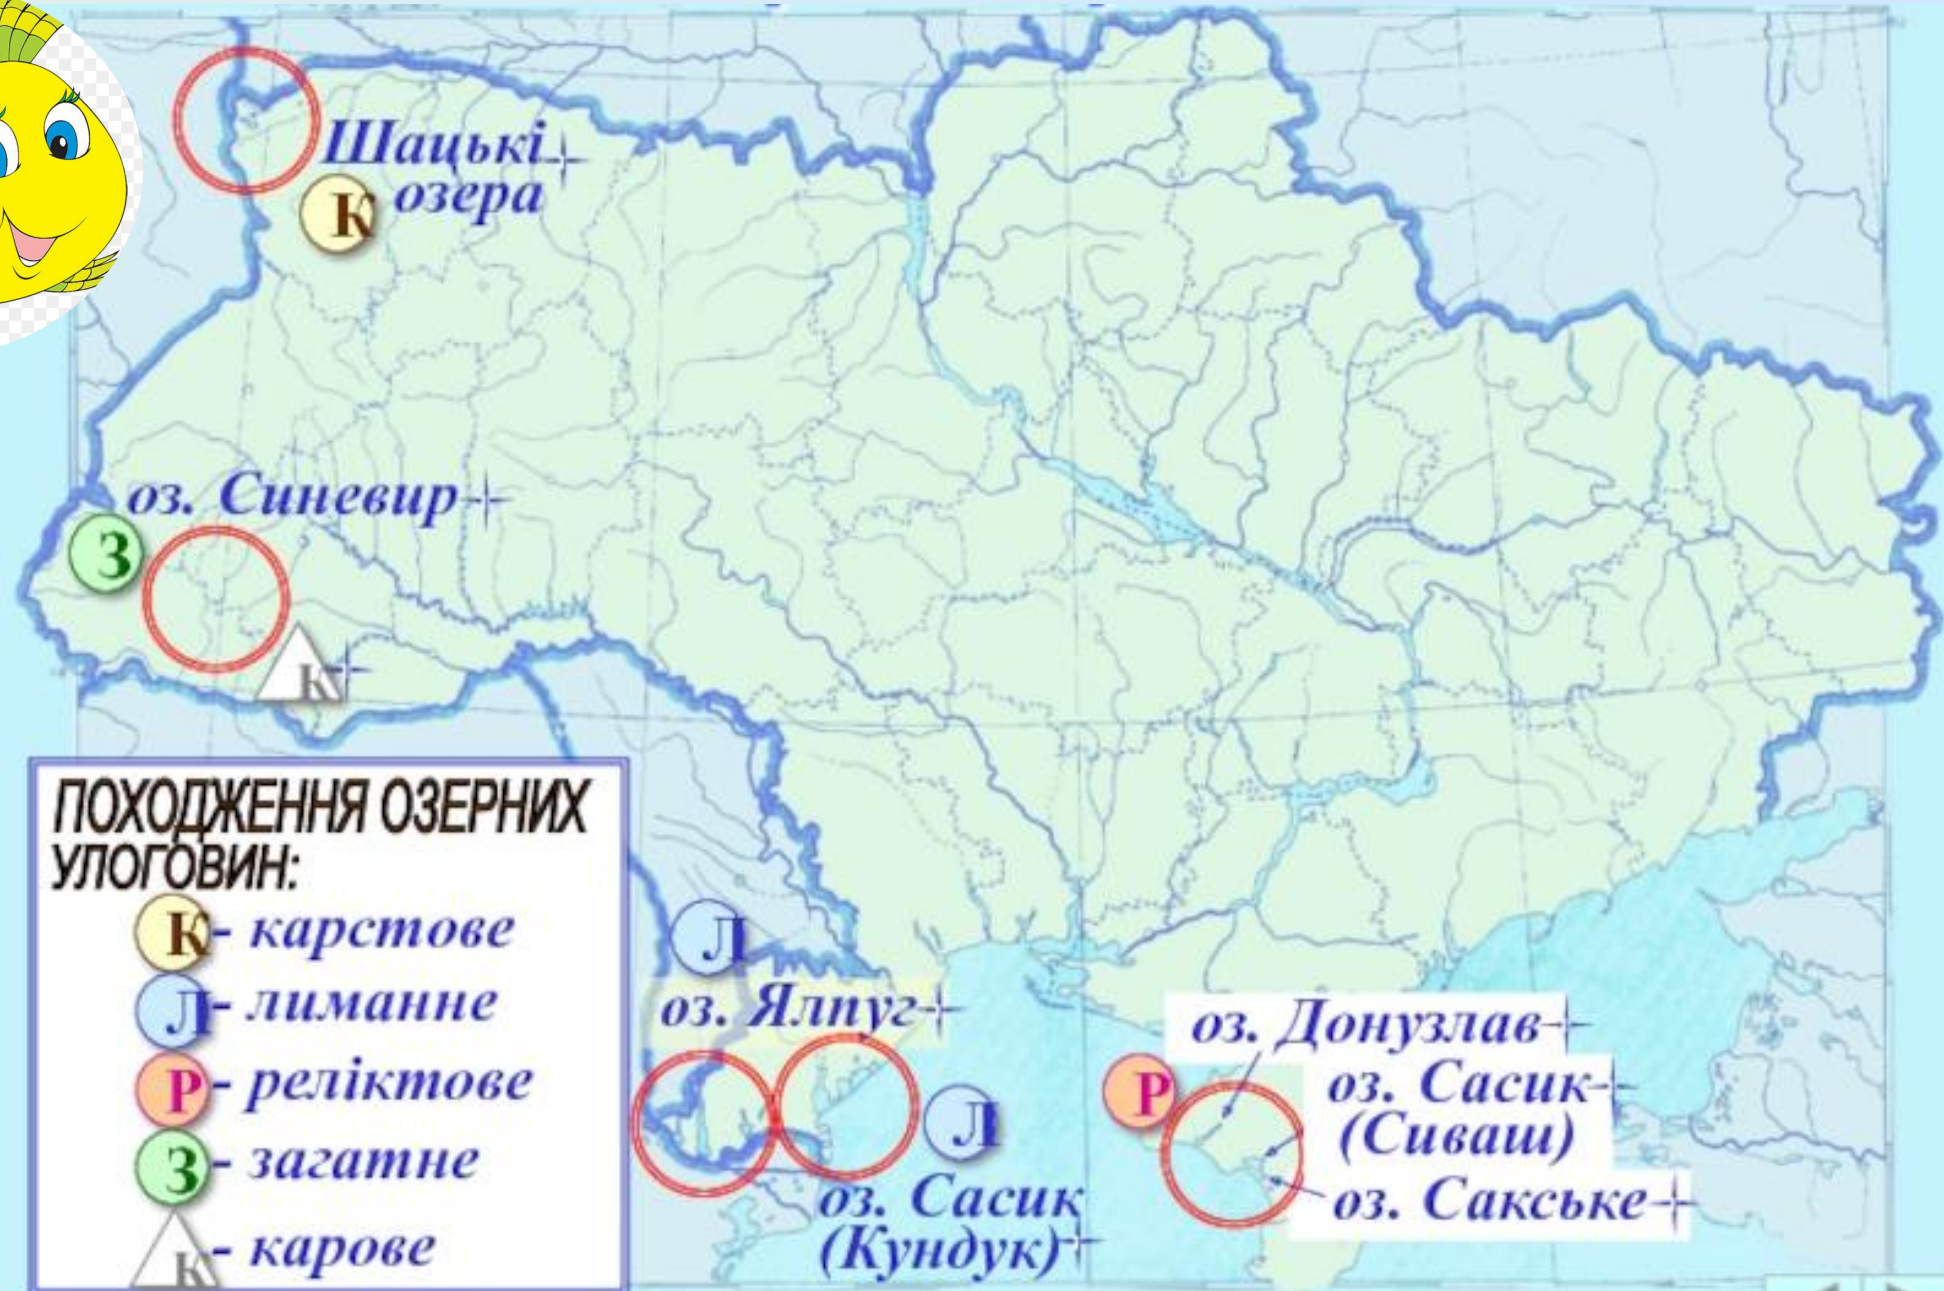 Шацькі
озера
К
оз. Синевир
З
К
ПОХОДЖЕННЯ ОЗЕРНИХ
УЛОГОВИН:
К - карстове
Л - лиманне
Р - реліктове
З - загатне
К - карове
Л
оз. Ялпуг
Л
оз. Сасик
(Кундук)
Р
оз. Донузлав
оз. Сасик
(Сиваш)
оз. Сакське